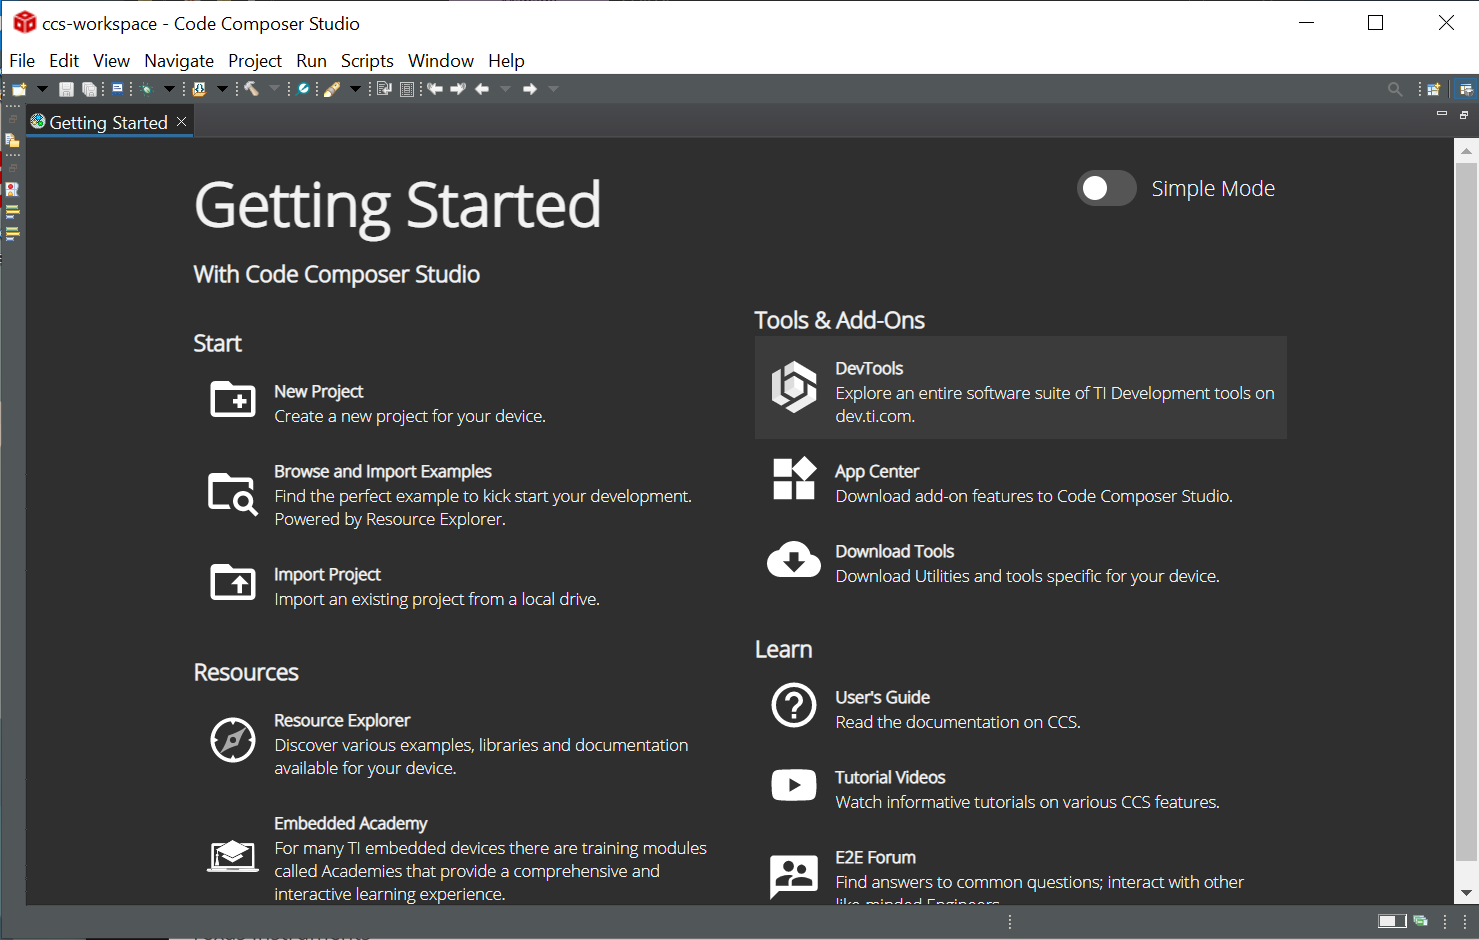 ccs-workspace - Code Composer Studio
File Edit View Navigate Project Run Scripts Window Help
Getting Started
Getting Started
Simple Mode
With Code Composer Studio
Start
New Project
Create a new project for your device.
Browse and Import Examples
Find the perfect example to kick start your development.
Powered by Resource Explorer.
Import Project
Import an existing project from a local drive.
Resources
Resource Explorer
Discover various examples, libraries and documentation
available for your device.
Embedded Academy
For many TI embedded devices there are training modules
called Academies that provide a comprehensive and
interactive learning experience.
Tools & Add-Ons
DevTools
Explore an entire software suite of TI Development tools on
dev.ti.com.
App Center
Download add-on features to Code Composer Studio.
Download Tools
Download Utilities and tools specific for your device.
Learn
User's Guide
Read the documentation on CCS.
Tutorial Videos
Watch informative tutorials on various CCS features.
E2E Forum
Find answers to common questions; interact with other
like-minded Engineers